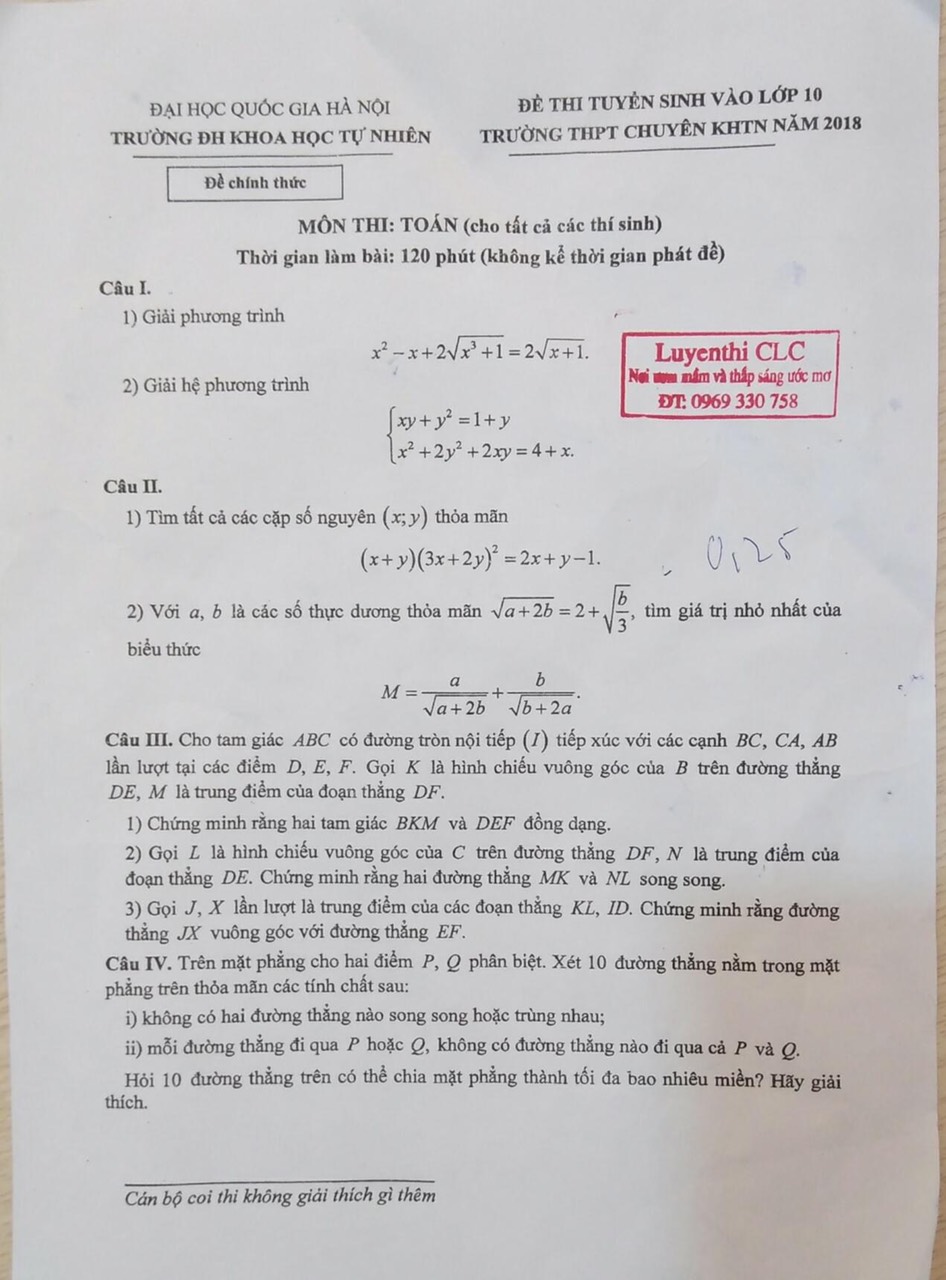 ĐẠI HỌC QUỐC GIA HÀ NỘI
TRƯỜNG ĐH KHOA HỌC TỰ NHIÊN
ĐỀ THI TUYỂN SINH VÀO LỚP 10
TRƯỜNG THPT CHUYÊN KHTN NĂM 2018
Đề chính thức
MÔN THI: TOÁN (cho tất cả các thí sinh)
Thời gian làm bài: 120 phút (không kể thời gian phát đề)
Câu I.
1) Giải phương trình
x² − x + 2√(x³ + 1) = 2√(x + 1).
Luyenthi CLC
Nơi mầm và thắp sáng ước mơ
ĐT: 0969 330 758
2) Giải hệ phương trình
{ xy + y² = 1 + y
x² + 2y² + 2xy = 4 + x.
Câu II.
1) Tìm tất cả các cặp số nguyên (x; y) thỏa mãn
(x + y)(3x + 2y)² = 2x + y − 1.
0,25
2) Với a, b là các số thực dương thỏa mãn √(a + 2b) = 2 + √(b/3), tìm giá trị nhỏ nhất của
biểu thức
M = a/√(a + 2b) + b/√(b + 2a).
Câu III. Cho tam giác ABC có đường tròn nội tiếp (I) tiếp xúc với các cạnh BC, CA, AB
lần lượt tại các điểm D, E, F. Gọi K là hình chiếu vuông góc của B trên đường thẳng
DE, M là trung điểm của đoạn thẳng DF.
1) Chứng minh rằng hai tam giác BKM và DEF đồng dạng.
2) Gọi L là hình chiếu vuông góc của C trên đường thẳng DF, N là trung điểm của
đoạn thẳng DE. Chứng minh rằng hai đường thẳng MK và NL song song.
3) Gọi J, X lần lượt là trung điểm của các đoạn thẳng KL, ID. Chứng minh rằng đường
thẳng JX vuông góc với đường thẳng EF.
Câu IV. Trên mặt phẳng cho hai điểm P, Q phân biệt. Xét 10 đường thẳng nằm trong mặt
phẳng trên thỏa mãn các tính chất sau:
i) không có hai đường thẳng nào song song hoặc trùng nhau;
ii) mỗi đường thẳng đi qua P hoặc Q, không có đường thẳng nào đi qua cả P và Q.
Hỏi 10 đường thẳng trên có thể chia mặt phẳng thành tối đa bao nhiêu miền? Hãy giải
thích.
Cán bộ coi thi không giải thích gì thêm